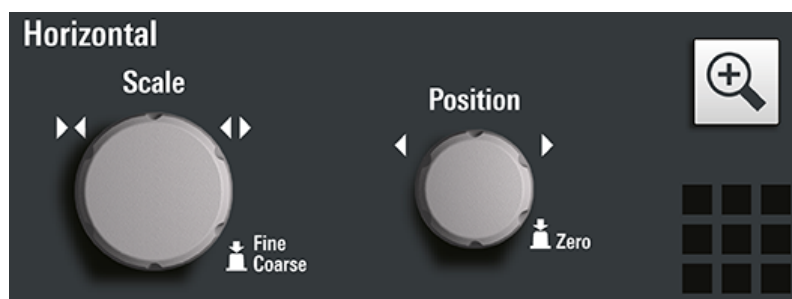 Horizontal
Scale
Position
Fine
Coarse
Zero